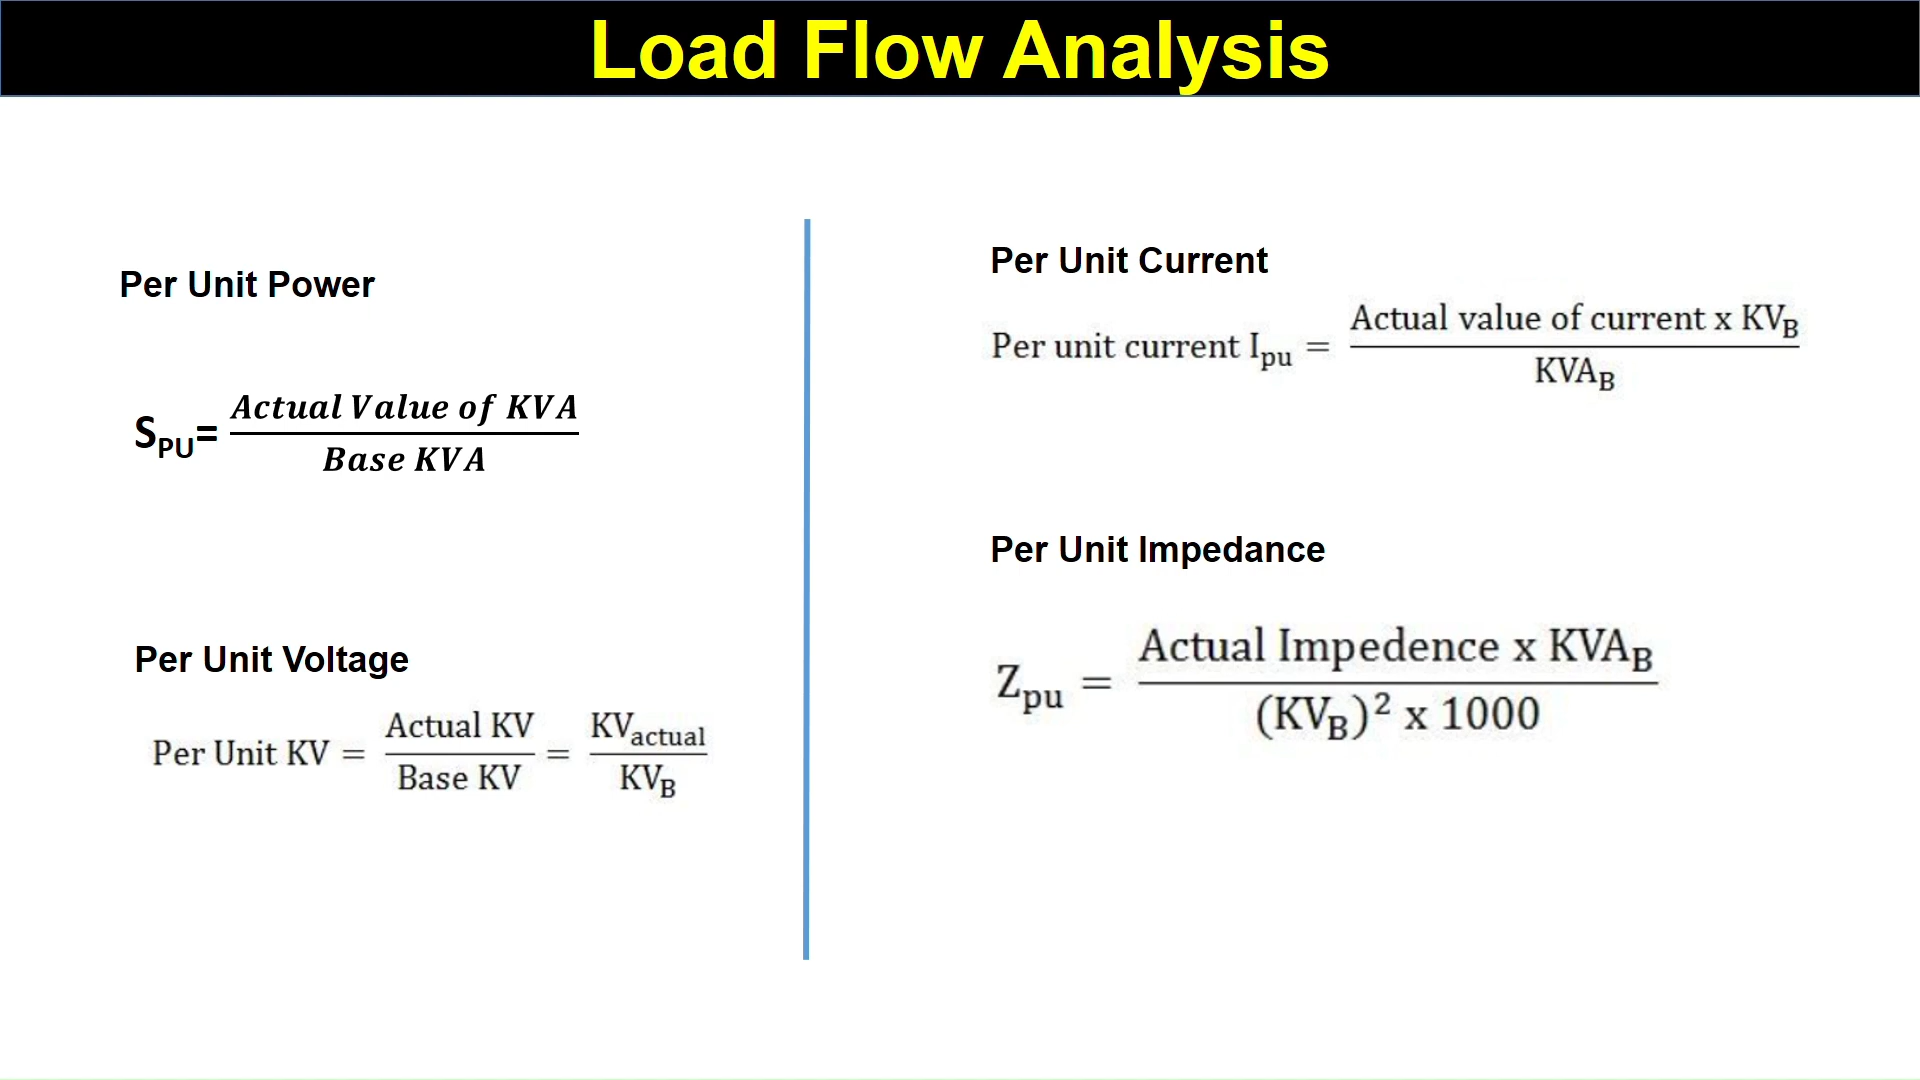 Load Flow Analysis
Per Unit Power
S_PU = Actual Value of KVA / Base KVA
Per Unit Voltage
Per Unit KV = Actual KV / Base KV = KV_actual / KV_B
Per Unit Current
Per unit current I_pu = Actual value of current x KV_B / KVA_B
Per Unit Impedance
Z_pu = Actual Impedence x KVA_B / (KV_B)² x 1000